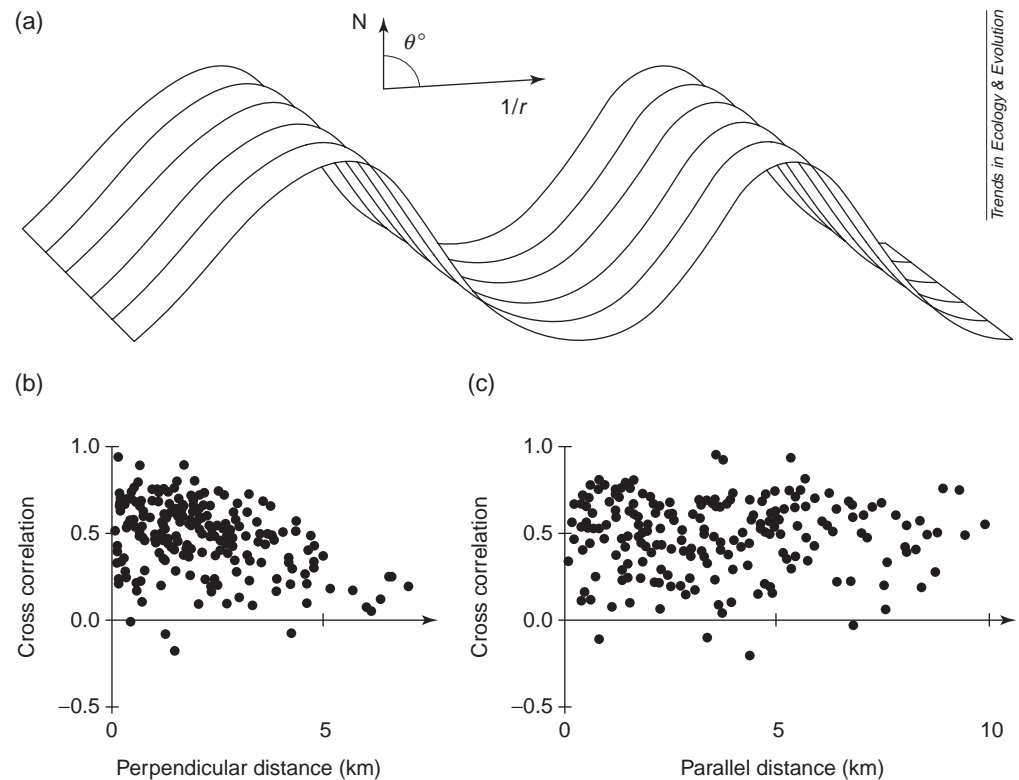 (a)
N
θ°
1/r
Trends in Ecology & Evolution
(b)
1.0
0.5
0.0
–0.5
Cross correlation
0
5
Perpendicular distance (km)
(c)
1.0
0.5
0.0
–0.5
Cross correlation
0
5
10
Parallel distance (km)